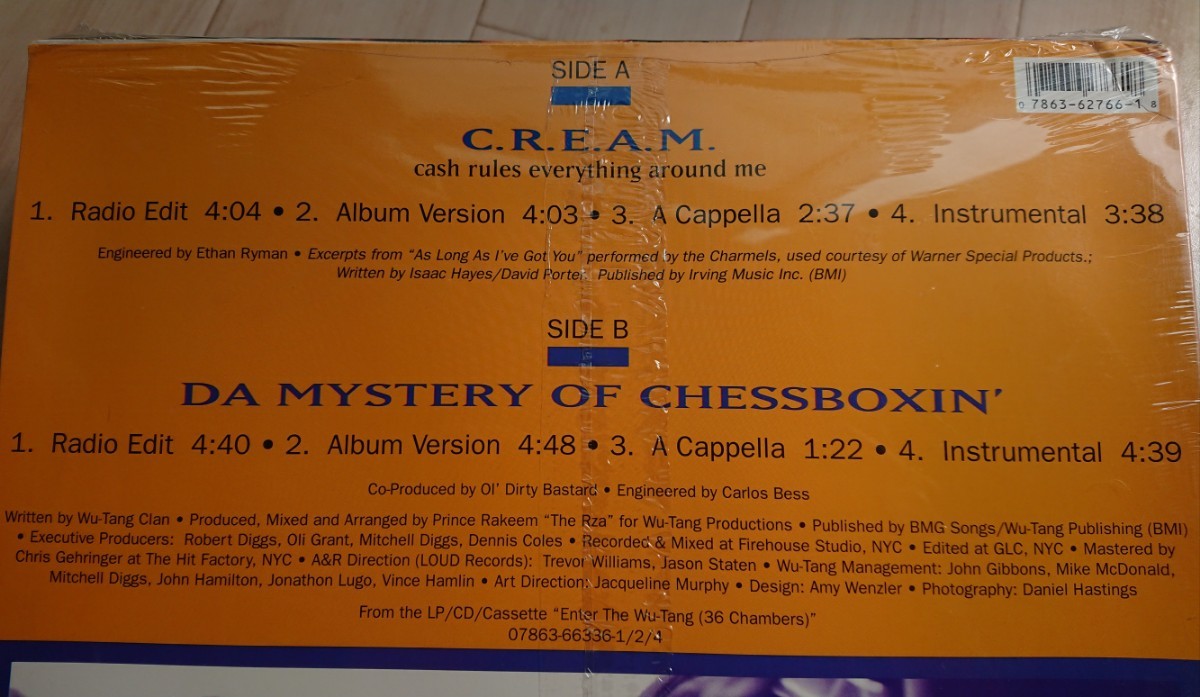 SIDE A
0 7863-62766-1 8
C.R.E.A.M.
cash rules everything around me
1. Radio Edit 4:04 • 2. Album Version 4:03 • 3. A Cappella 2:37 • 4. Instrumental 3:38
Engineered by Ethan Ryman • Excerpts from “As Long As I’ve Got You” performed by the Charmels, used courtesy of Warner Special Products.;
Written by Isaac Hayes/David Porter. Published by Irving Music Inc. (BMI)
SIDE B
DA MYSTERY OF CHESSBOXIN’
1. Radio Edit 4:40 • 2. Album Version 4:48 • 3. A Cappella 1:22 • 4. Instrumental 4:39
Co-Produced by Ol’ Dirty Bastard • Engineered by Carlos Bess
Written by Wu-Tang Clan • Produced, Mixed and Arranged by Prince Rakeem “The Rza” for Wu-Tang Productions • Published by BMG Songs/Wu-Tang Publishing (BMI)
• Executive Producers: Robert Diggs, Oli Grant, Mitchell Diggs, Dennis Coles • Recorded & Mixed at Firehouse Studio, NYC • Edited at GLC, NYC • Mastered by
Chris Gehringer at The Hit Factory, NYC • A&R Direction (LOUD Records): Trevor Williams, Jason Staten • Wu-Tang Management: John Gibbons, Mike McDonald,
Mitchell Diggs, John Hamilton, Jonathon Lugo, Vince Hamlin • Art Direction: Jacqueline Murphy • Design: Amy Wenzler • Photography: Daniel Hastings
From the LP/CD/Cassette “Enter The Wu-Tang (36 Chambers)”
07863-66336-1/2/4